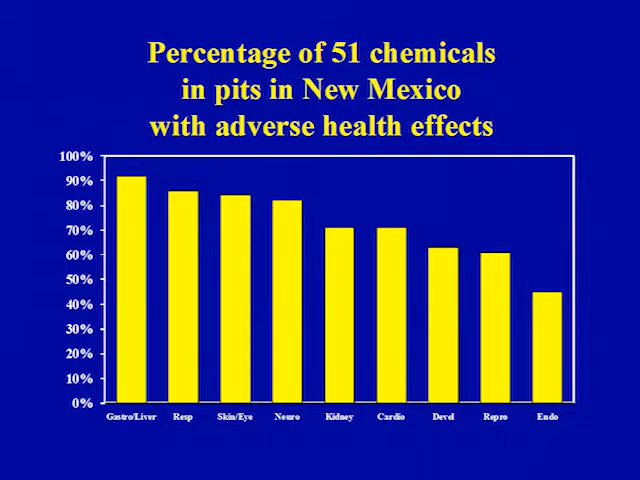 Percentage of 51 chemicals
in pits in New Mexico
with adverse health effects
100%
90%
80%
70%
60%
50%
40%
30%
20%
10%
0%
Gastro/Liver Resp Skin/Eye Neuro Kidney Cardio Devel Repro Endo